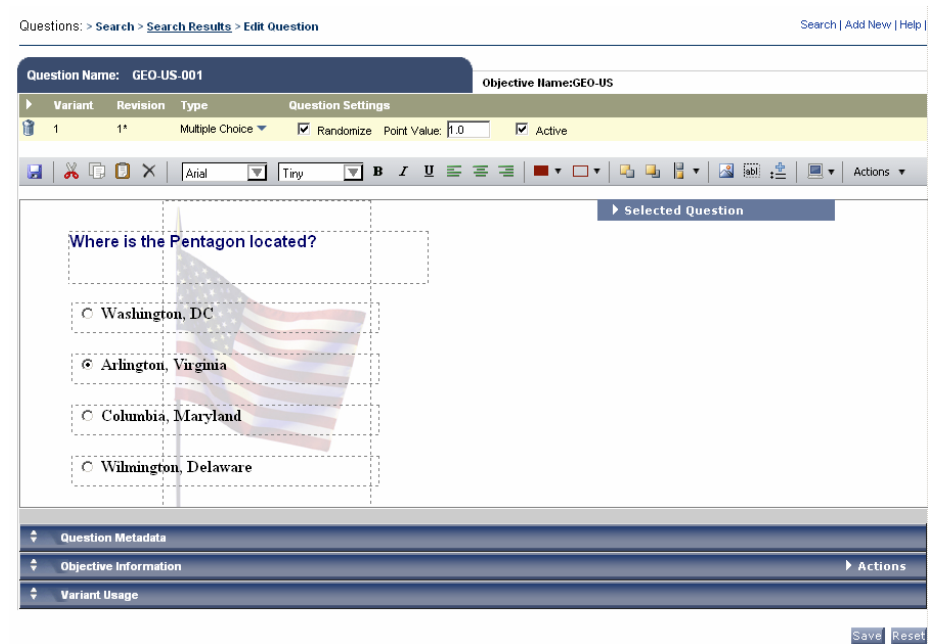 Questions: > Search > Search Results > Edit Question Search | Add New | Help |
Question Name: GEO-US-001 Objective Name:GEO-US
Variant Revision Type Question Settings
1 1* Multiple Choice Randomize Point Value: 1.0 Active
Arial Tiny B I U abl Actions
Selected Question
Where is the Pentagon located?
Washington, DC
Arlington, Virginia
Columbia, Maryland
Wilmington, Delaware
Question Metadata
Objective Information Actions
Variant Usage
Save Reset